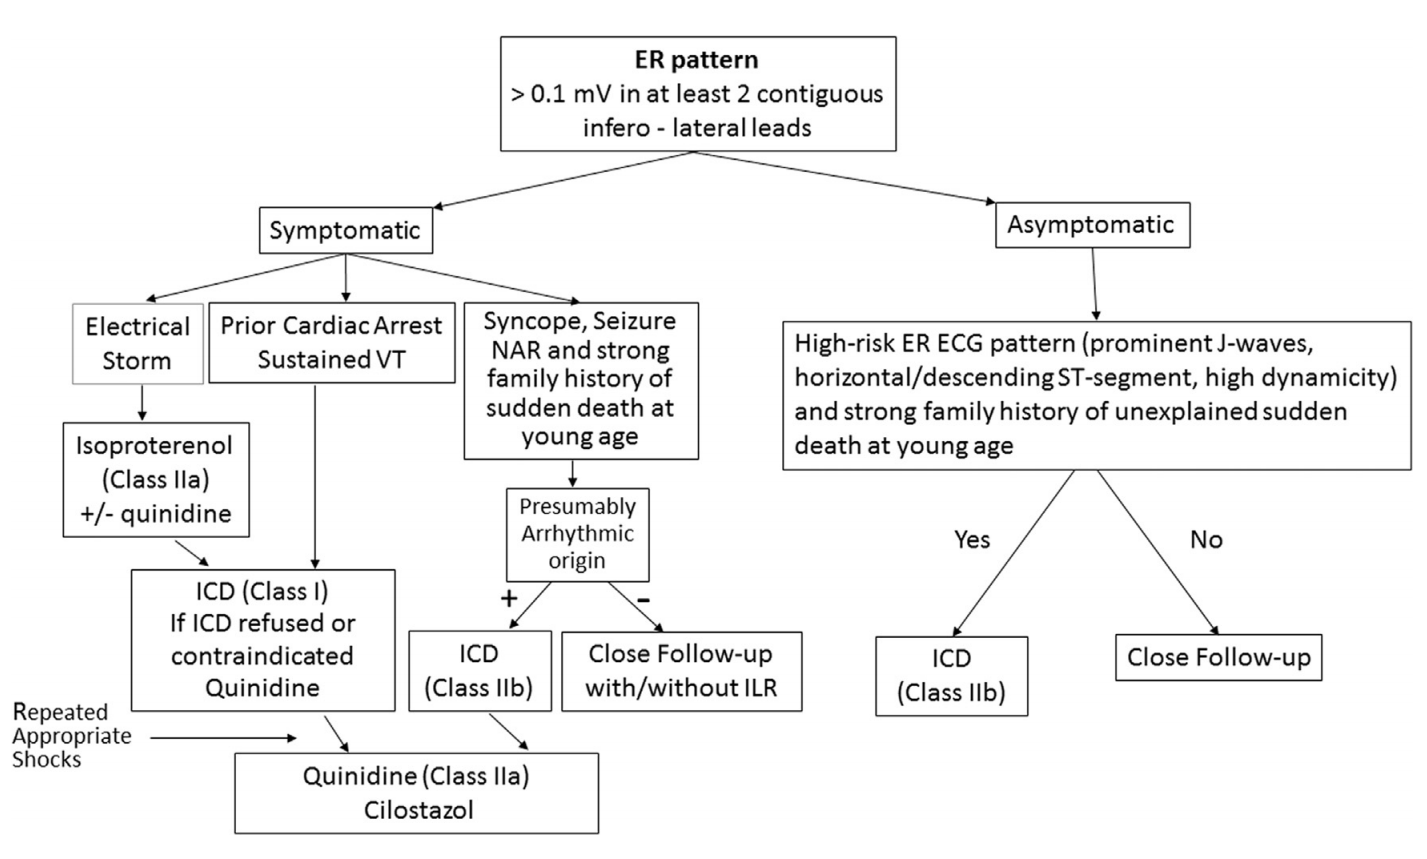 ER pattern
> 0.1 mV in at least 2 contiguous
infero - lateral leads
Symptomatic
Asymptomatic
Electrical
Storm
Prior Cardiac Arrest
Sustained VT
Syncope, Seizure
NAR and strong
family history of
sudden death at
young age
High-risk ER ECG pattern (prominent J-waves,
horizontal/descending ST-segment, high dynamicity)
and strong family history of unexplained sudden
death at young age
Isoproterenol
(Class IIa)
+/- quinidine
Presumably
Arrhythmic
origin
Yes
No
+
–
ICD (Class I)
If ICD refused or
contraindicated
Quinidine
ICD
(Class IIb)
Close Follow-up
with/without ILR
ICD
(Class IIb)
Close Follow-up
Repeated
Appropriate
Shocks
Quinidine (Class IIa)
Cilostazol